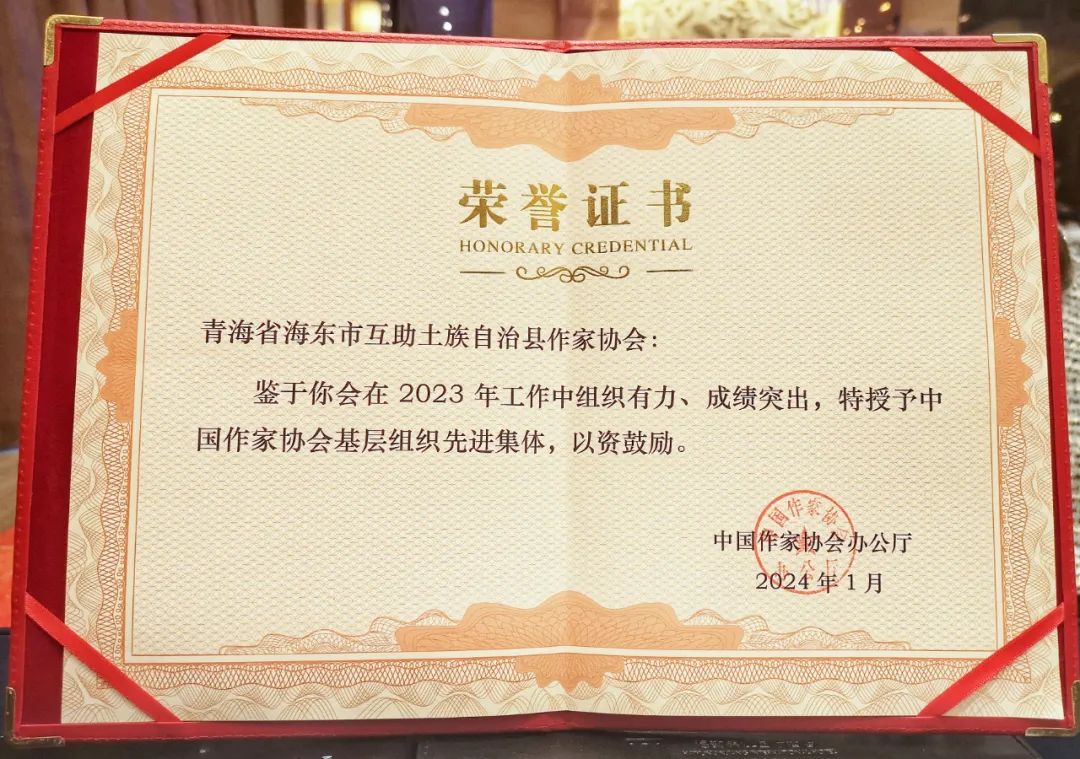 荣誉证书
HONORARY CREDENTIAL
青海省海东市互助土族自治县作家协会：
鉴于你会在 2023 年工作中组织有力、成绩突出，特授予中
国作家协会基层组织先进集体，以资鼓励。
中国作家协会办公厅
2024 年 1 月